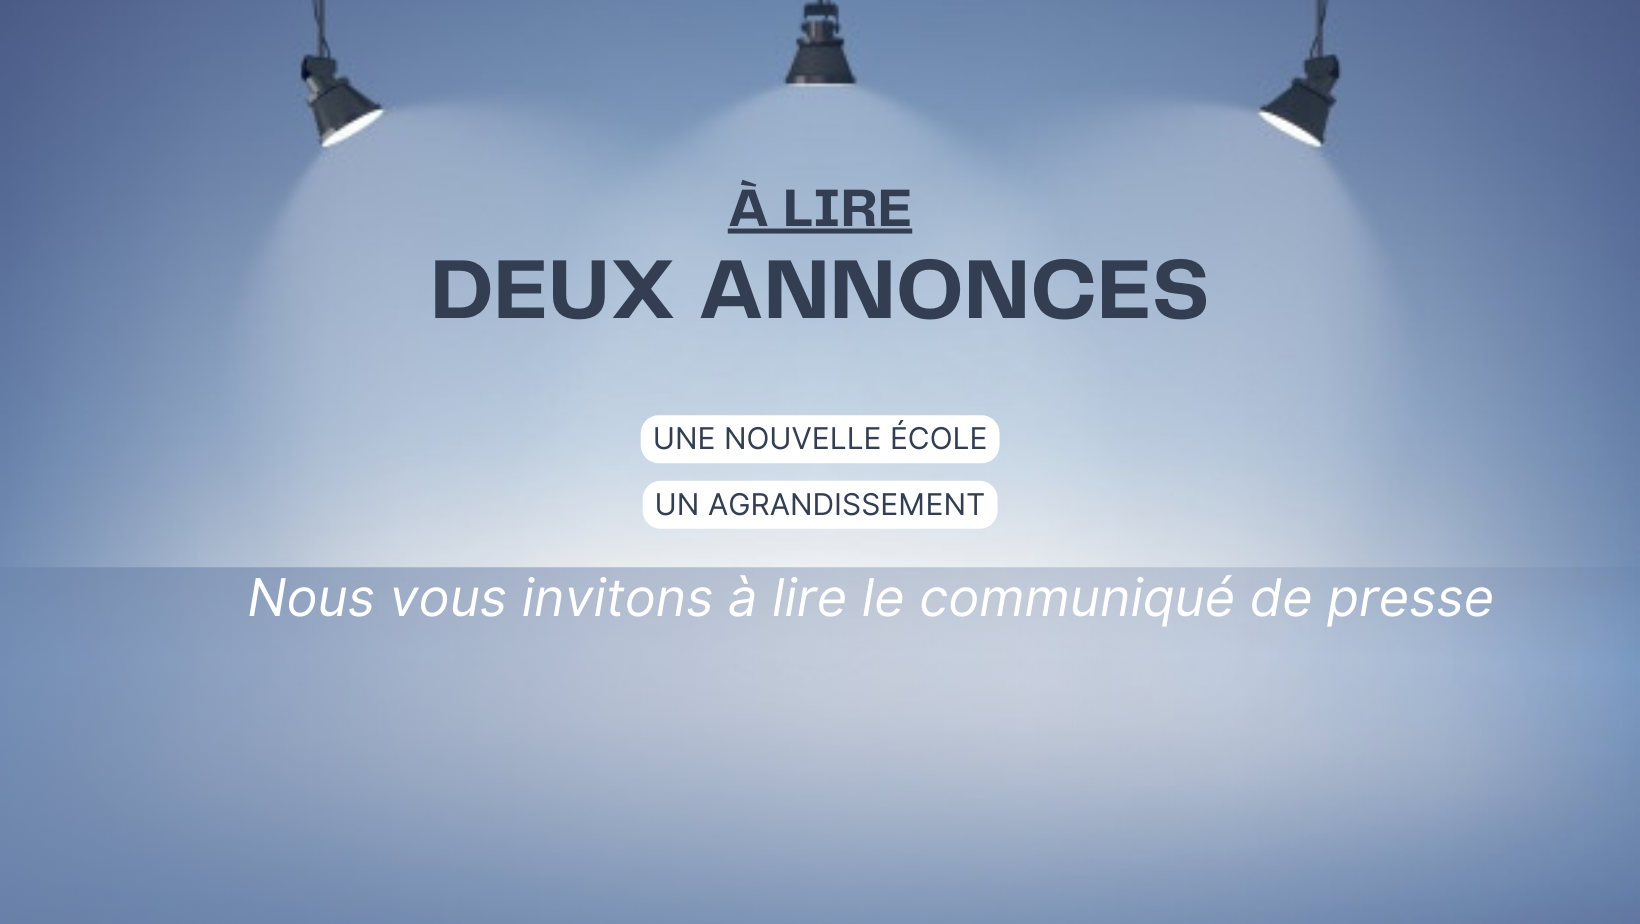 À LIRE
DEUX ANNONCES
UNE NOUVELLE ÉCOLE
UN AGRANDISSEMENT
Nous vous invitons à lire le communiqué de presse